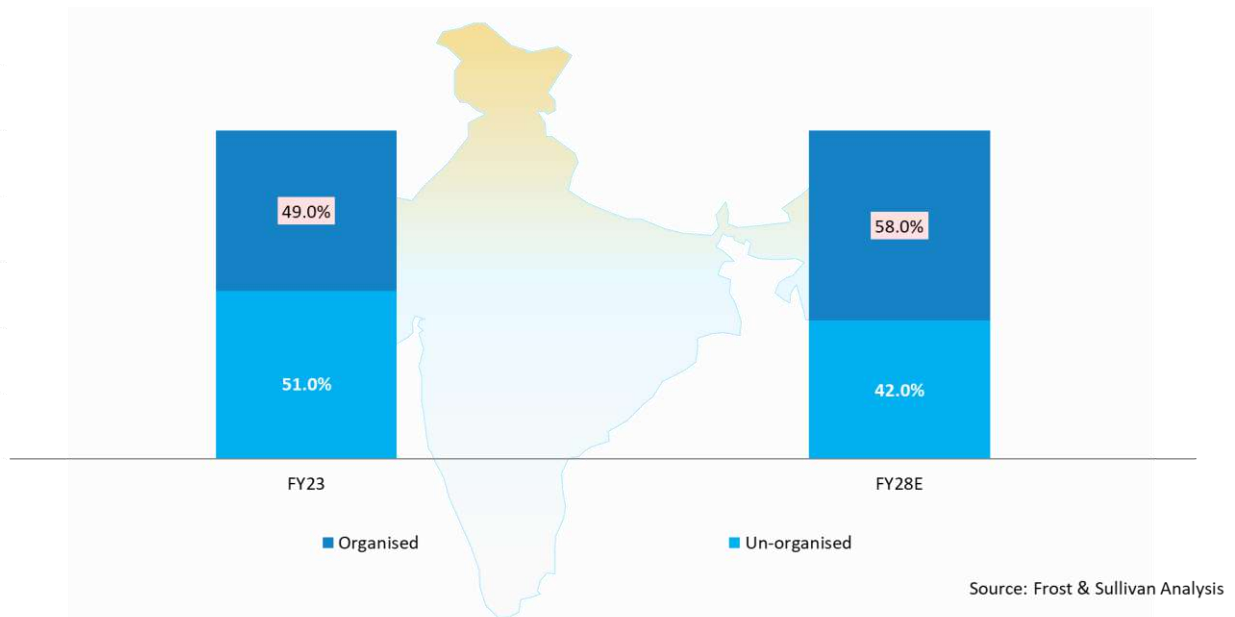 49.0%
58.0%
51.0%
42.0%
FY23
FY28E
Organised
Un-organised
Source: Frost & Sullivan Analysis